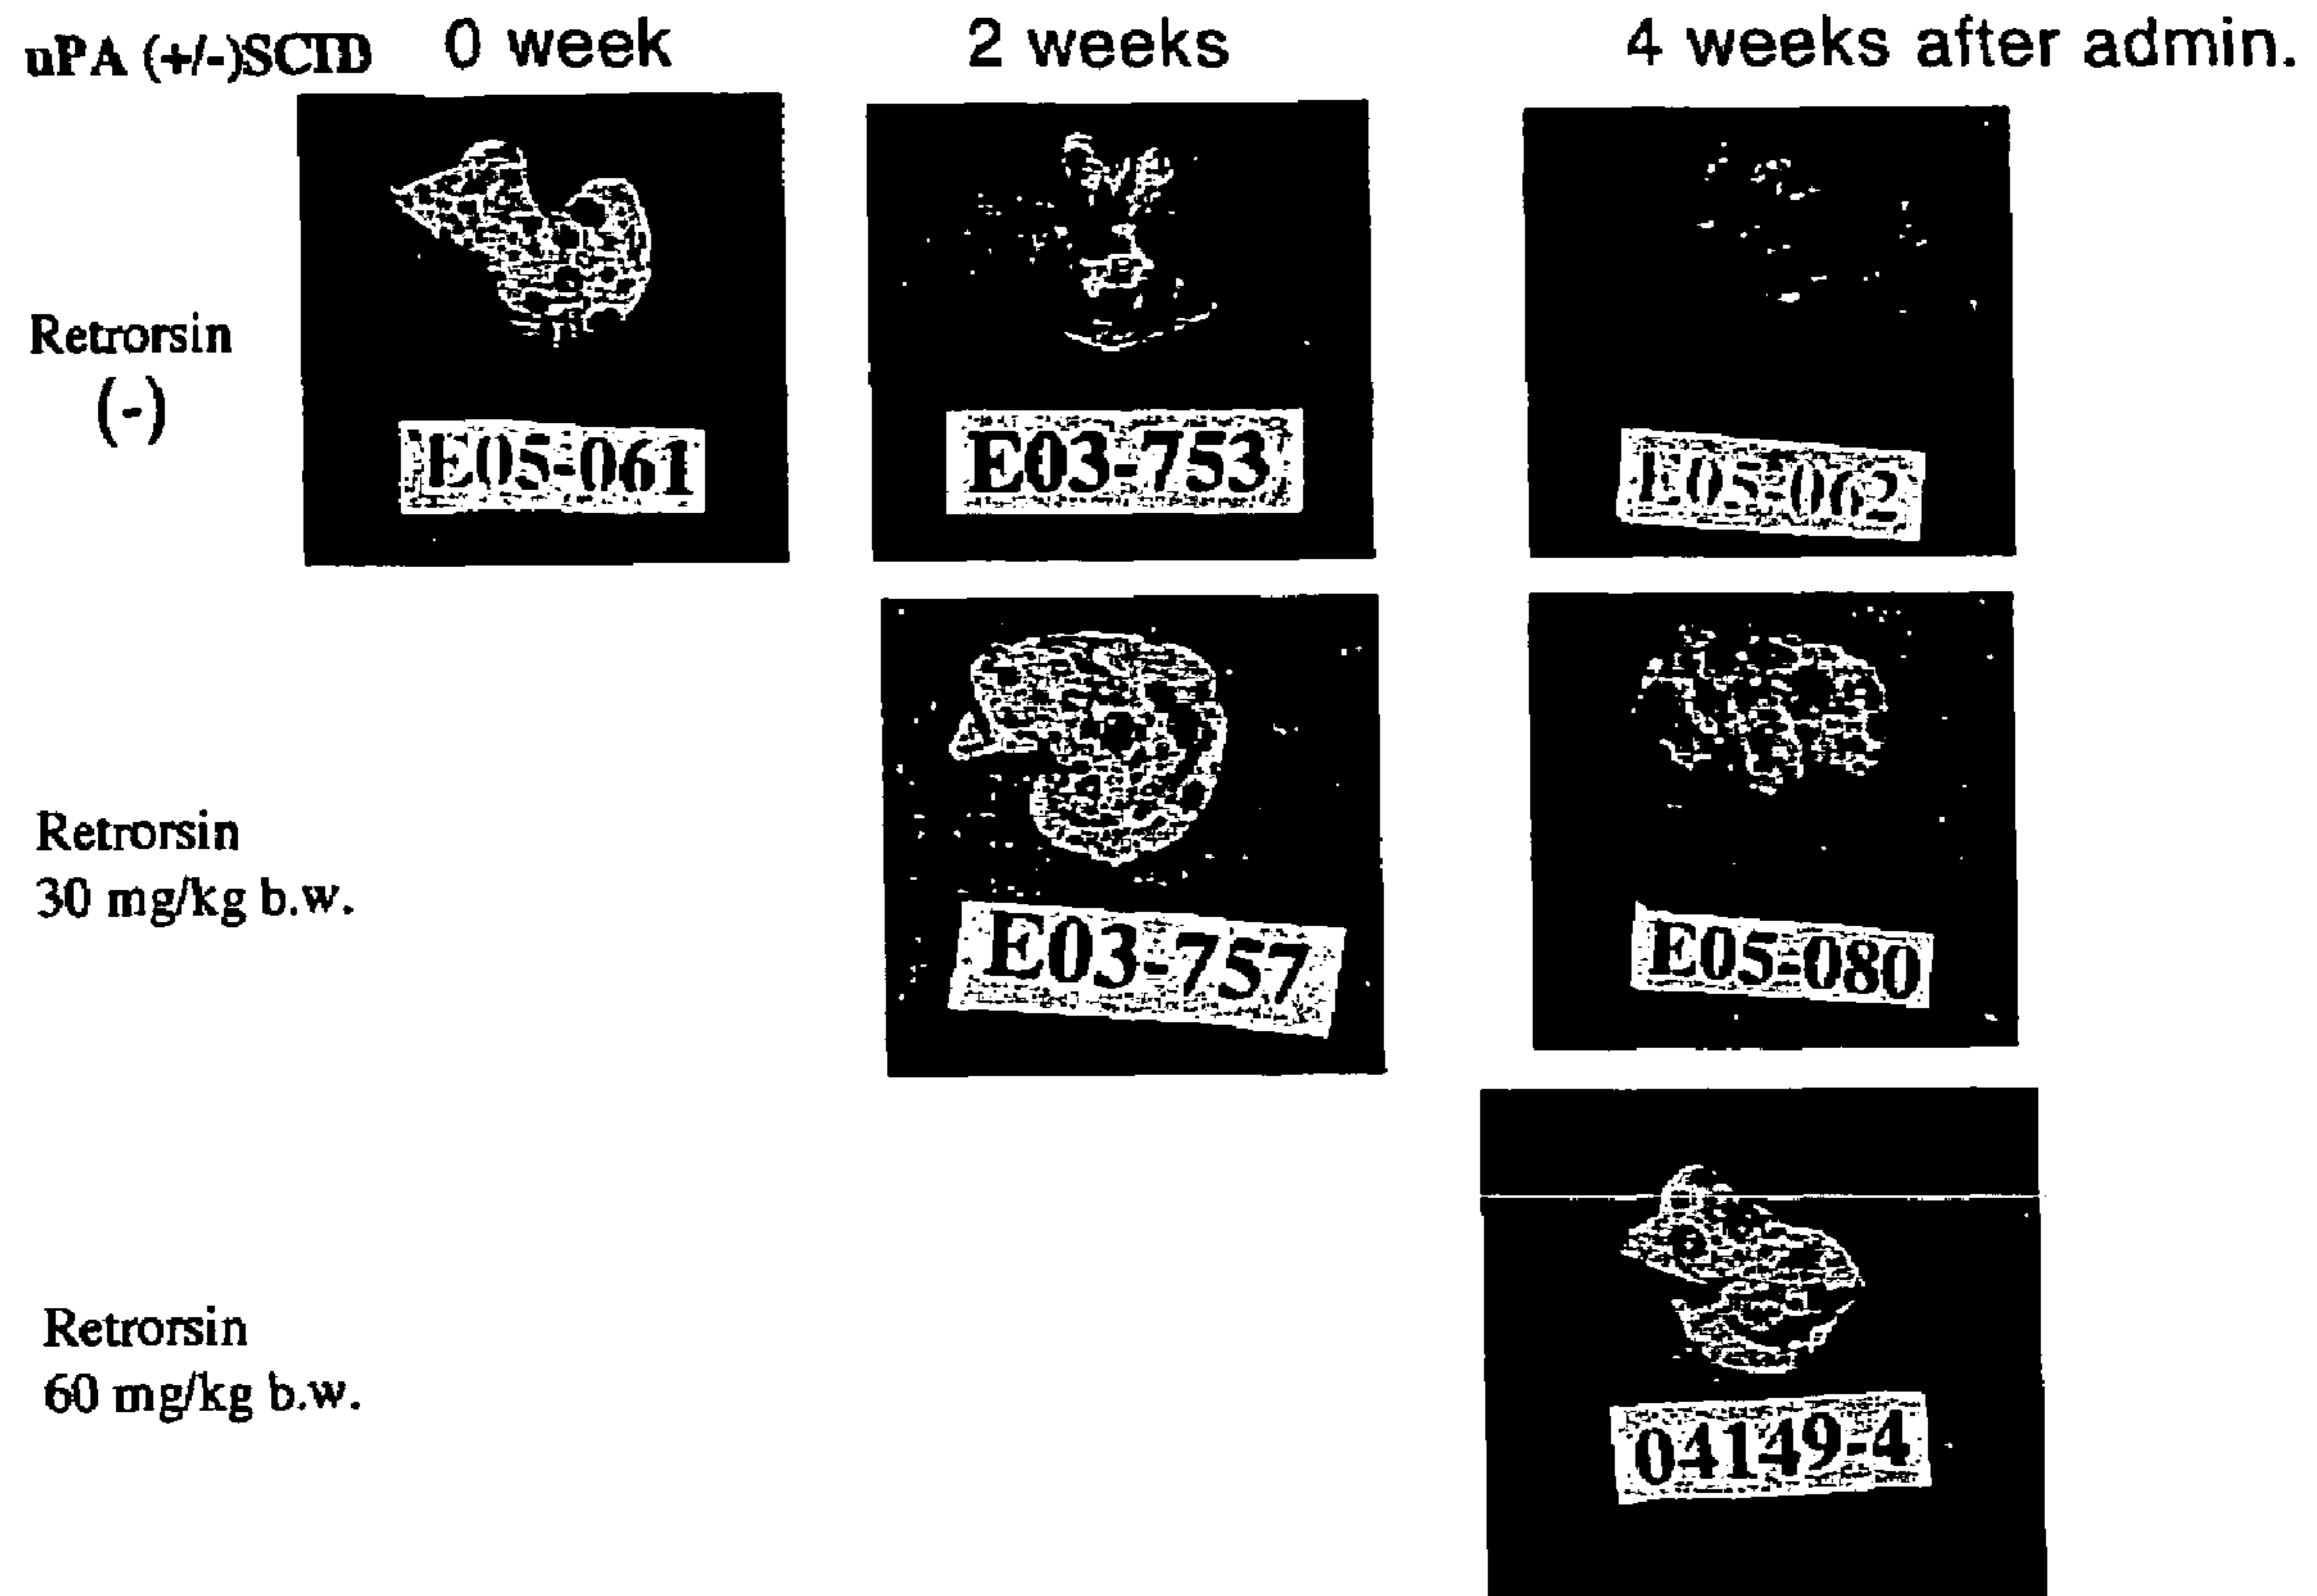 uPA (+/-)SCID 0 week 2 weeks 4 weeks after admin.
Retrorsin
(-)
E05-061 E03-753 E05-062
Retrorsin
30 mg/kg b.w.
E03-757 E05-080
Retrorsin
60 mg/kg b.w.
04149-4